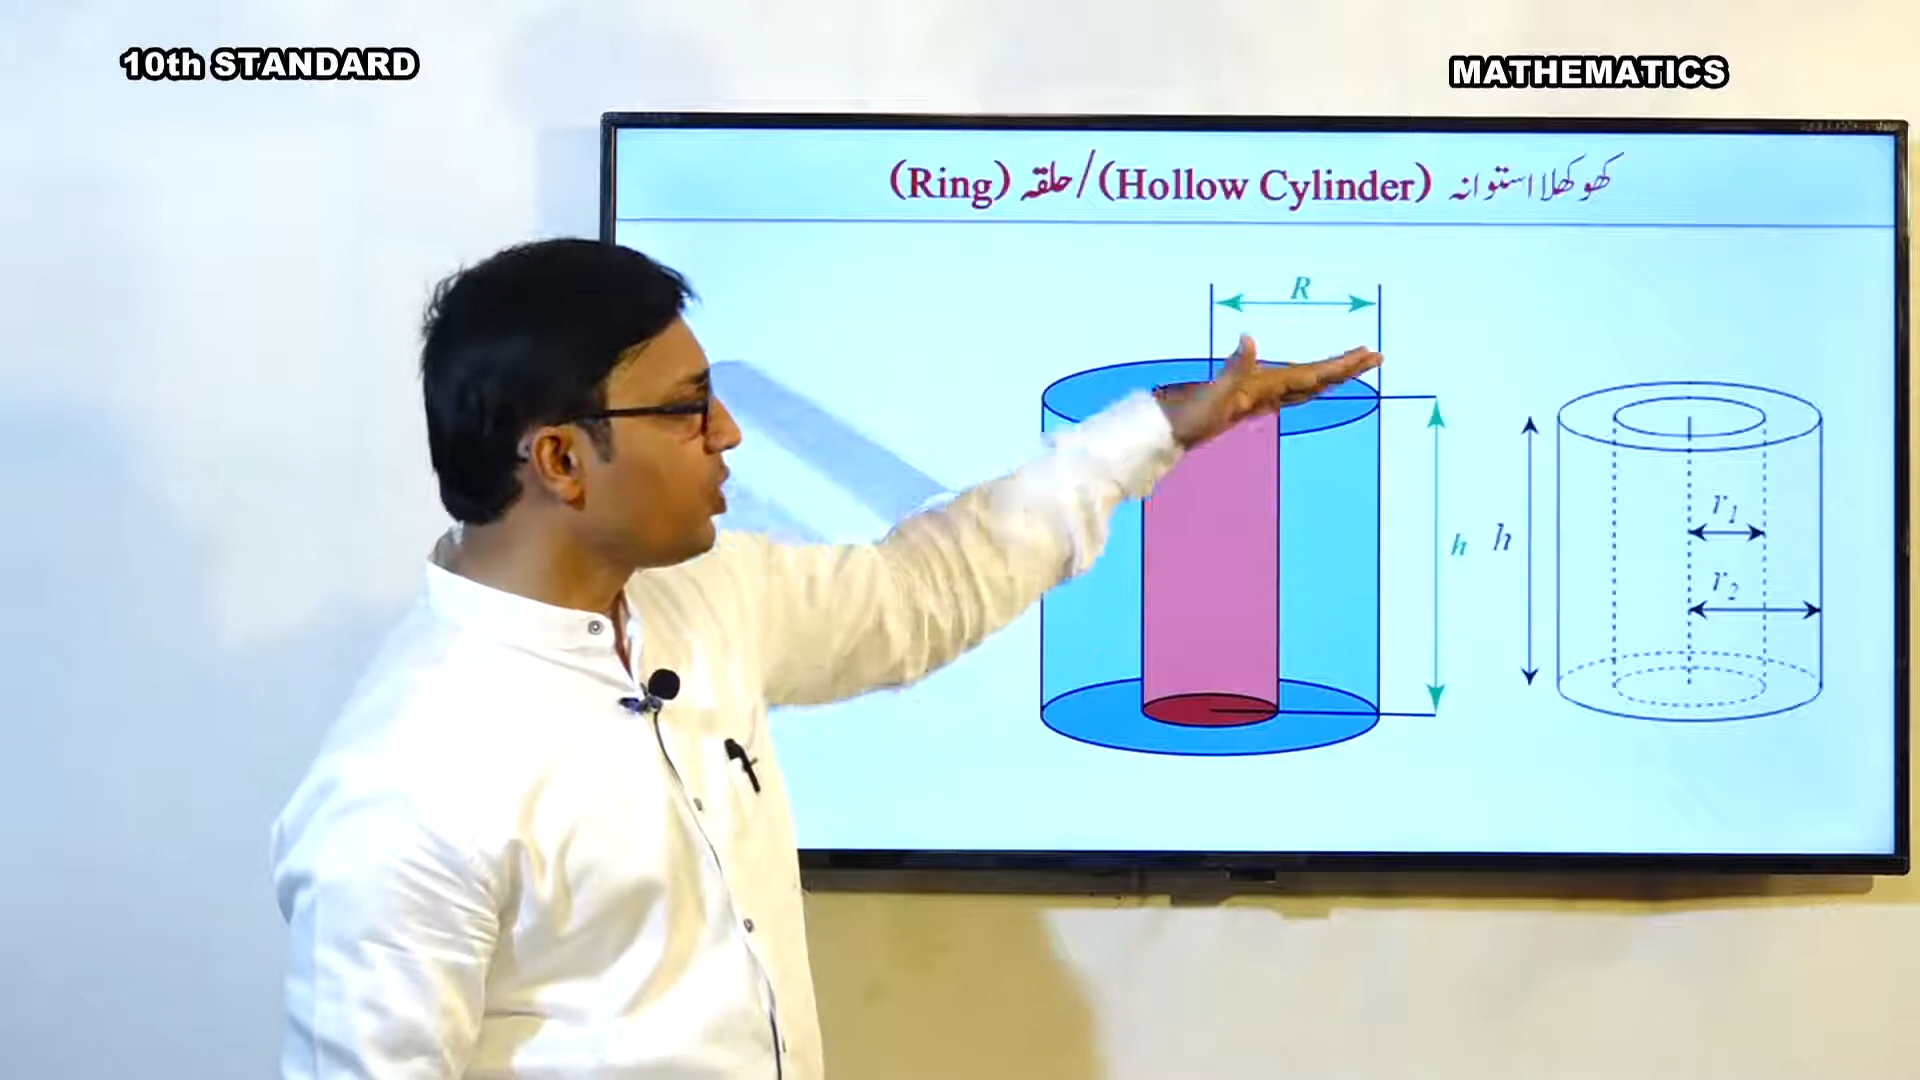 10th STANDARD
MATHEMATICS
کھوکھلا استوانہ (Hollow Cylinder)/حلقہ (Ring)
R
h
h
r₁
r₂